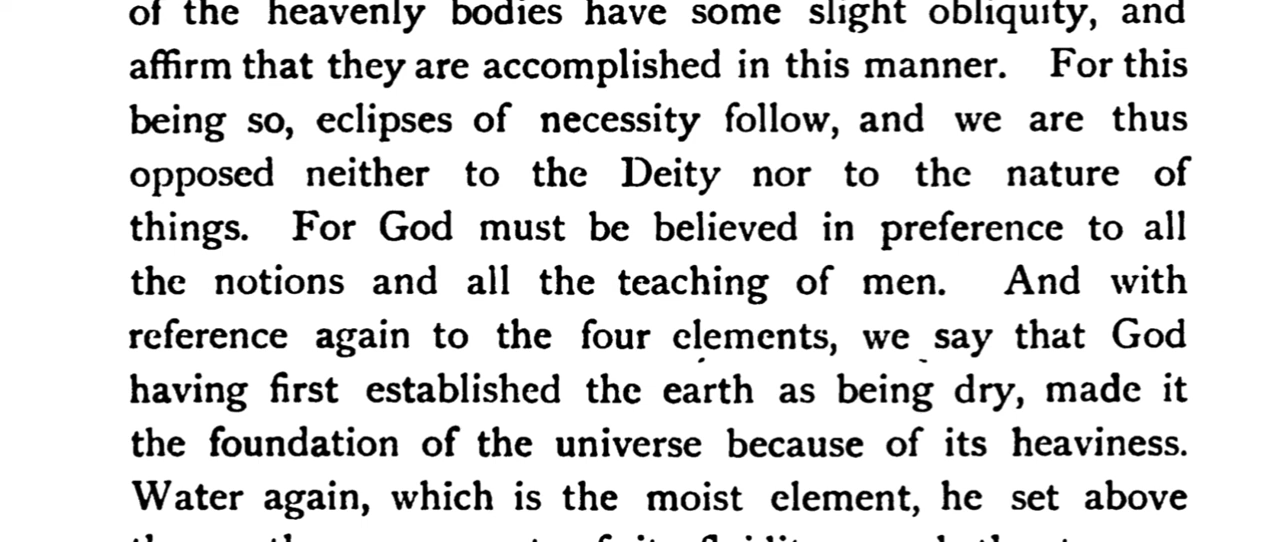 of the heavenly bodies have some slight obliquity, and
affirm that they are accomplished in this manner. For this
being so, eclipses of necessity follow, and we are thus
opposed neither to the Deity nor to the nature of
things. For God must be believed in preference to all
the notions and all the teaching of men. And with
reference again to the four elements, we say that God
having first established the earth as being dry, made it
the foundation of the universe because of its heaviness.
Water again, which is the moist element, he set above